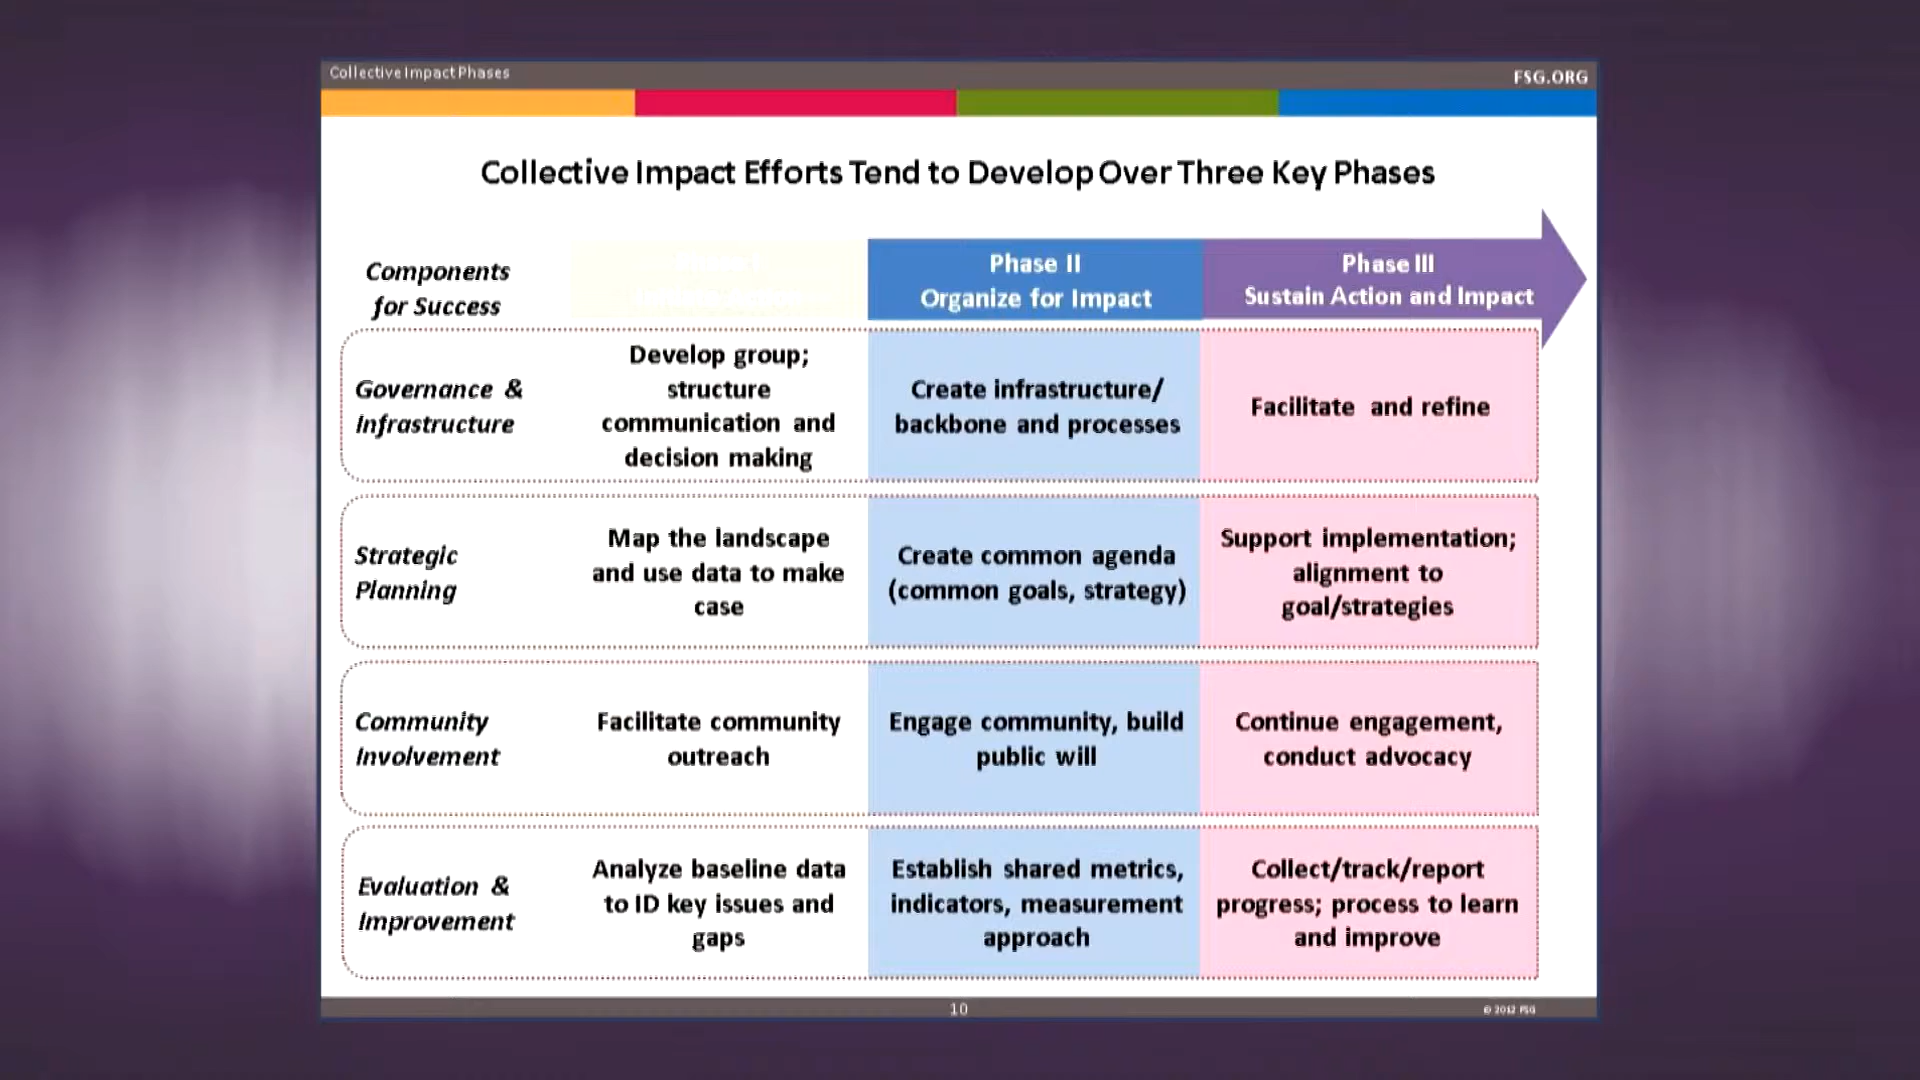 Collective Impact Phases
FSG.ORG
Collective Impact Efforts Tend to Develop Over Three Key Phases
Components
for Success
Phase II
Organize for Impact
Phase III
Sustain Action and Impact
Governance &
Infrastructure
Develop group;
structure
communication and
decision making
Create infrastructure/
backbone and processes
Facilitate and refine
Strategic
Planning
Map the landscape
and use data to make
case
Create common agenda
(common goals, strategy)
Support implementation;
alignment to
goal/strategies
Community
Involvement
Facilitate community
outreach
Engage community, build
public will
Continue engagement,
conduct advocacy
Evaluation &
Improvement
Analyze baseline data
to ID key issues and
gaps
Establish shared metrics,
indicators, measurement
approach
Collect/track/report
progress; process to learn
and improve
10
© 2012 FSG